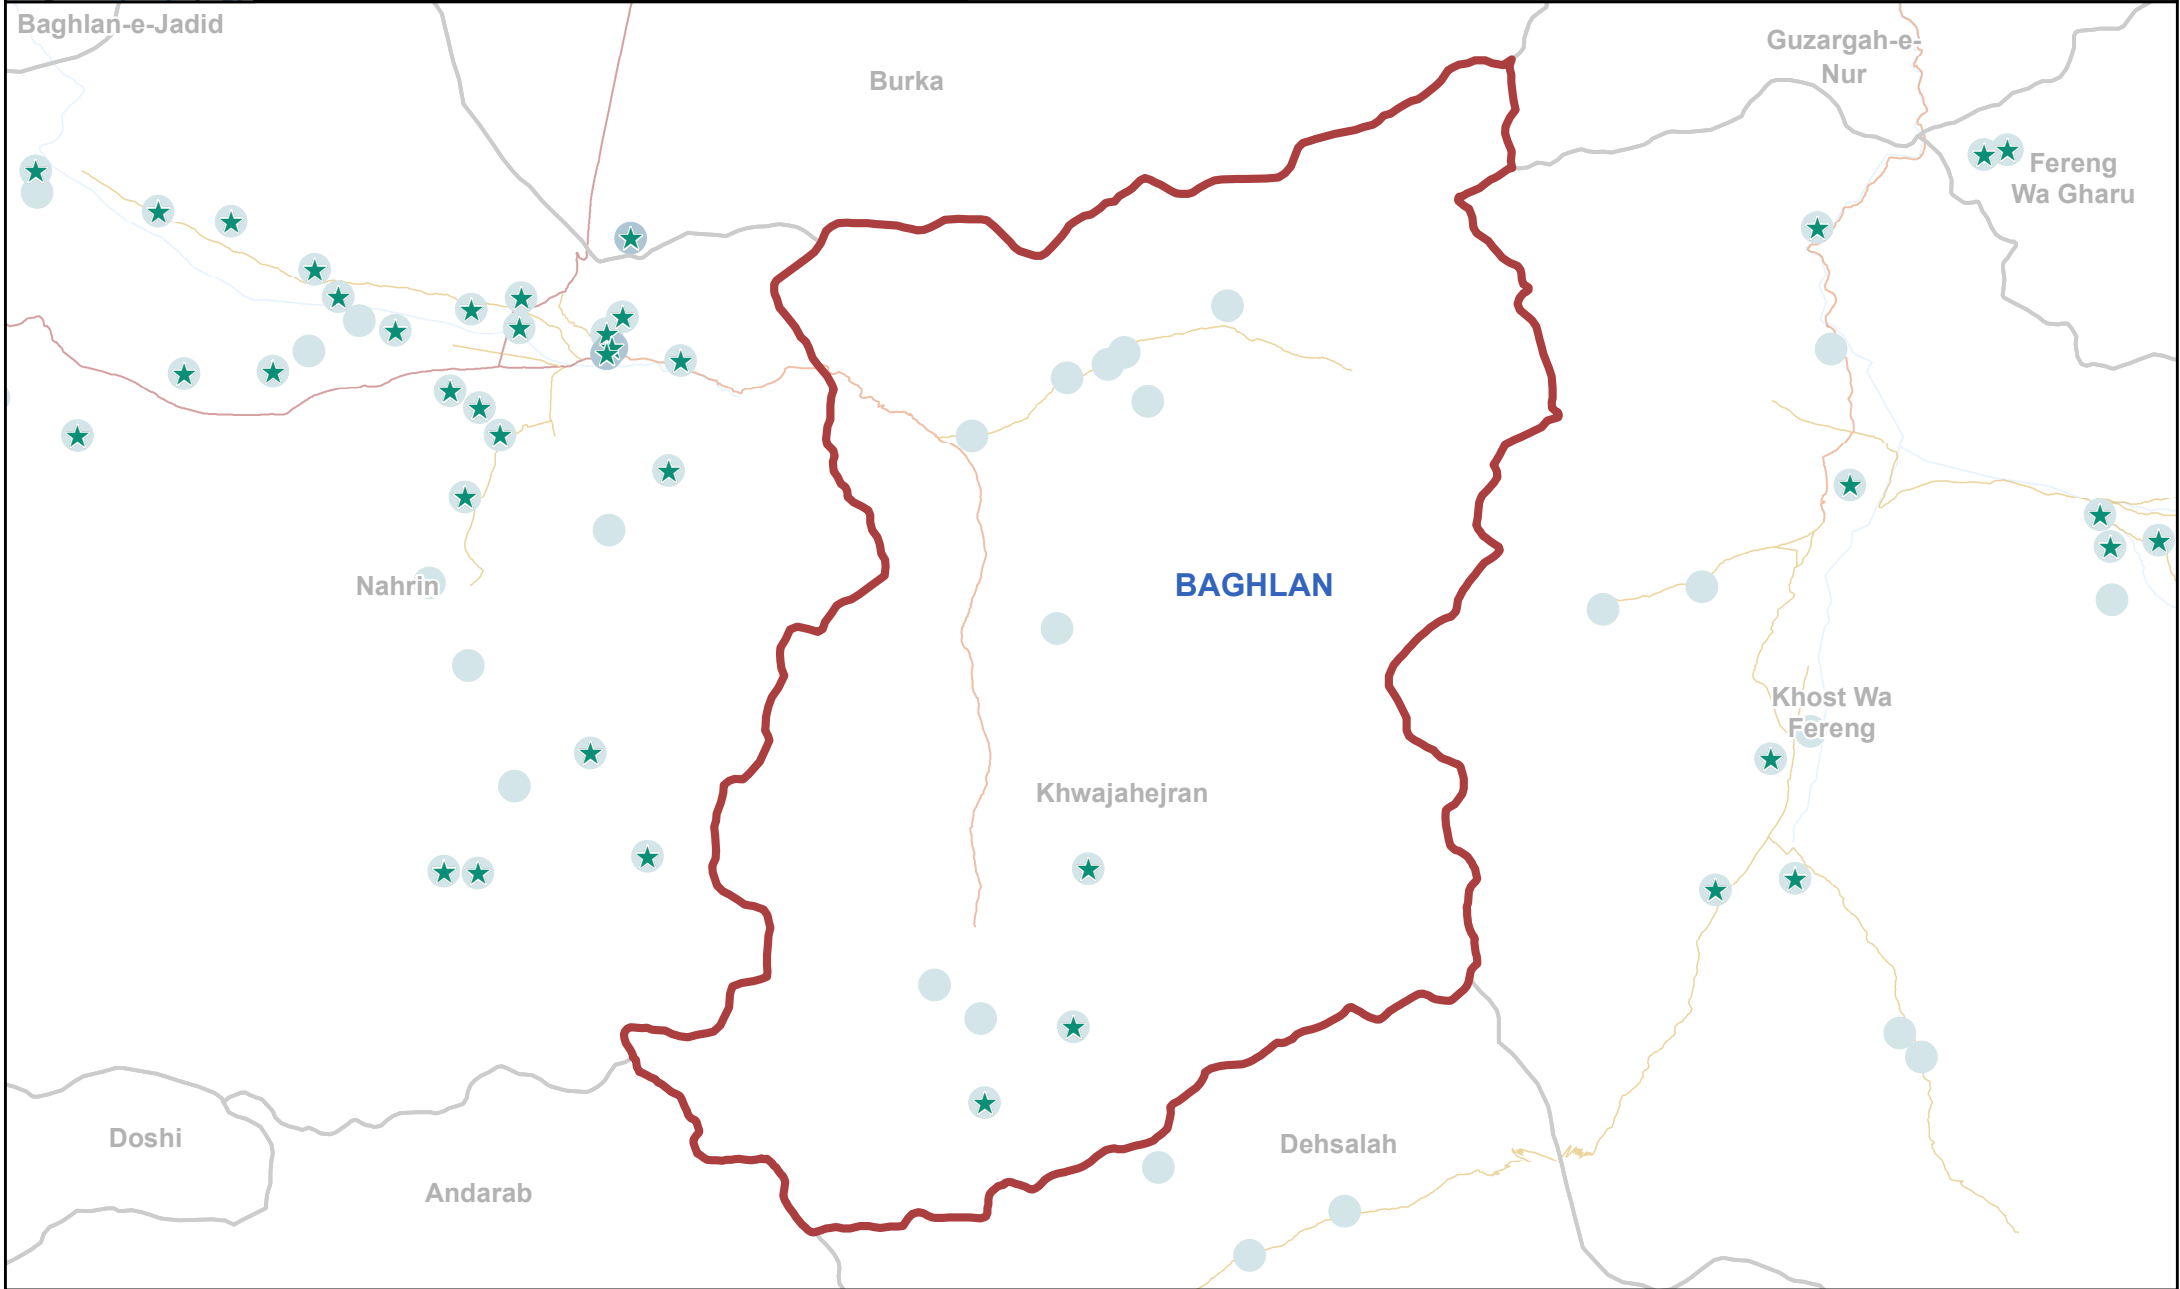 Baghlan-e-Jadid
Burka
Guzargah-e-
Nur
Fereng
Wa Gharu
Nahrin
BAGHLAN
Khost Wa
Fereng
Khwajahejran
Doshi
Andarab
Dehsalah